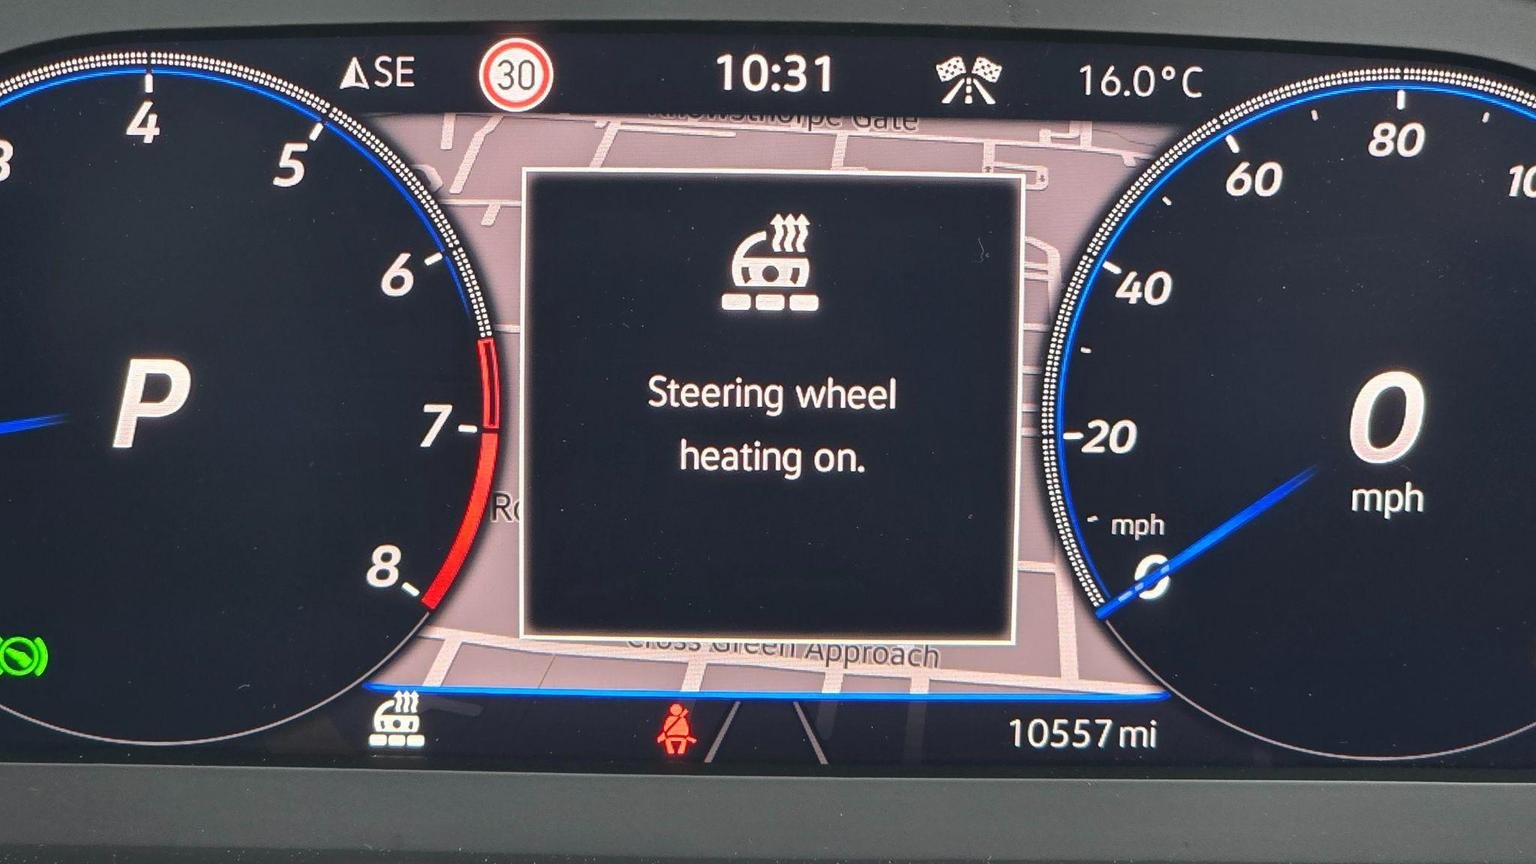 SE
30
10:31
16.0°C
4
5
6
7
8
P
Gate
Steering wheel
heating on.
Cross Green Approach
80
60
40
20
mph
0
0
mph
10557 mi